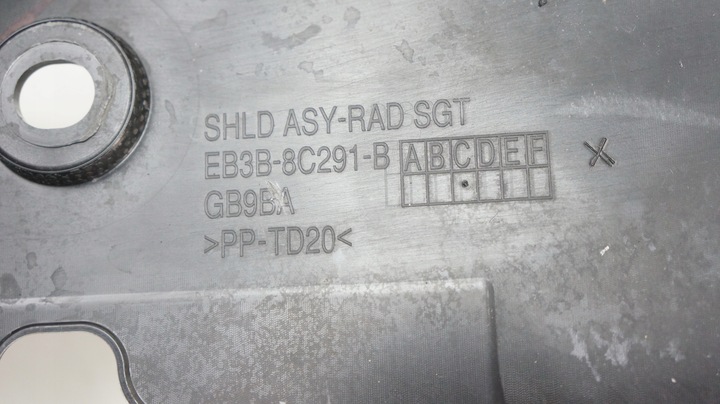 SHLD ASY-RAD SGT
EB3B-8C291-B ABCDEF
GB9BA
>PP-TD20<